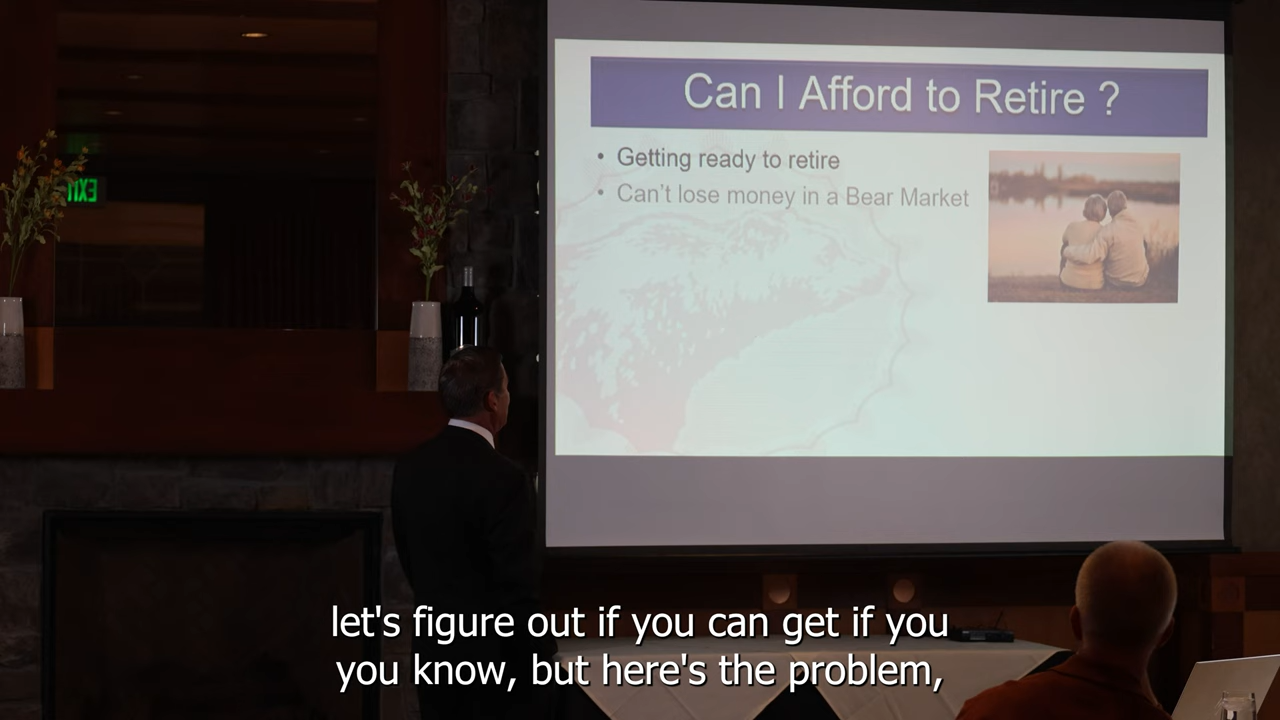 Can I Afford to Retire ?
• Getting ready to retire
• Can't lose money in a Bear Market
EXIT
let's figure out if you can get if you
you know, but here's the problem,